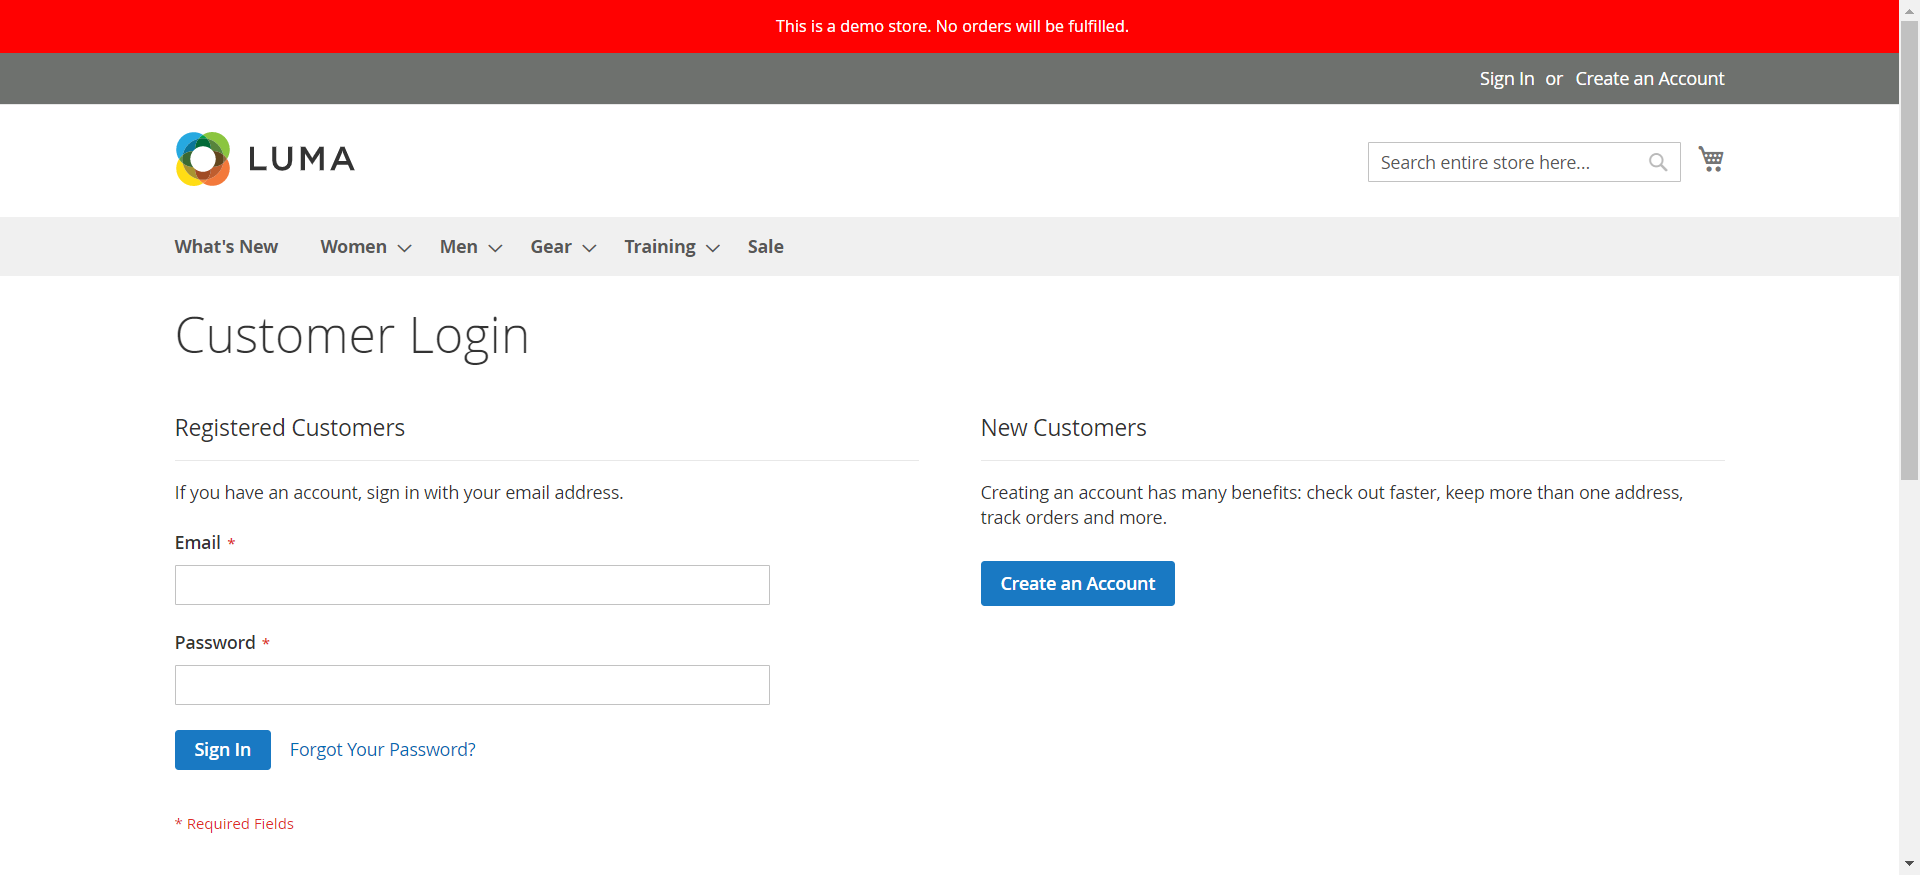 This is a demo store. No orders will be fulfilled.
Sign In or Create an Account
LUMA
Search entire store here...
What's New Women Men Gear Training Sale
Customer Login
Registered Customers
If you have an account, sign in with your email address.
Email *
Password *
Sign In Forgot Your Password?
* Required Fields
New Customers
Creating an account has many benefits: check out faster, keep more than one address,
track orders and more.
Create an Account